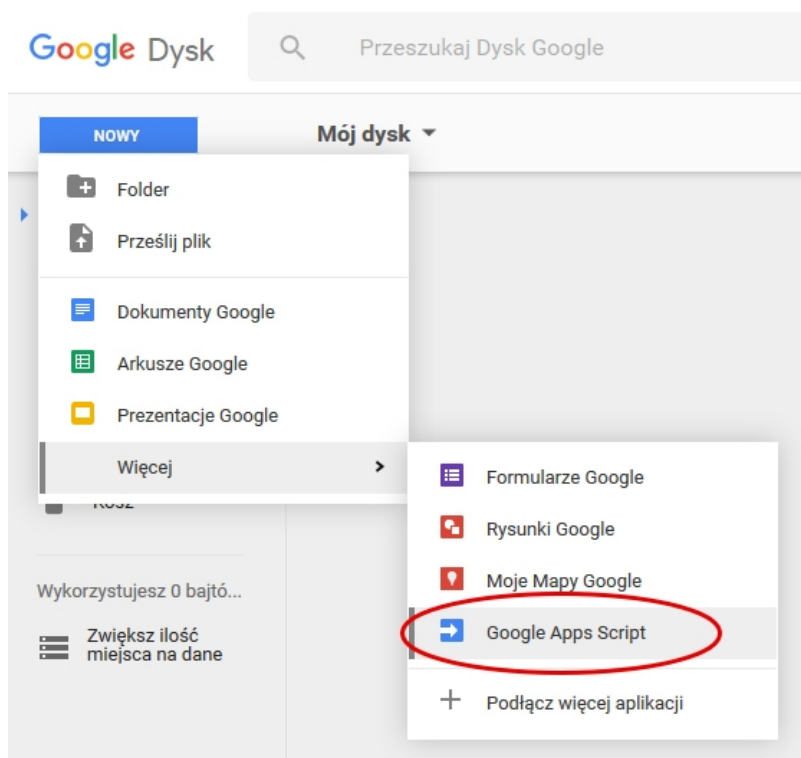 Google Dysk
Przeszukaj Dysk Google
NOWY
Mój dysk
Folder
Prześlij plik
Dokumenty Google
Arkusze Google
Prezentacje Google
Więcej
Formularze Google
Kosz
Rysunki Google
Moje Mapy Google
Wykorzystujesz 0 bajtó...
Google Apps Script
Zwiększ ilość
miejsca na dane
Podłącz więcej aplikacji